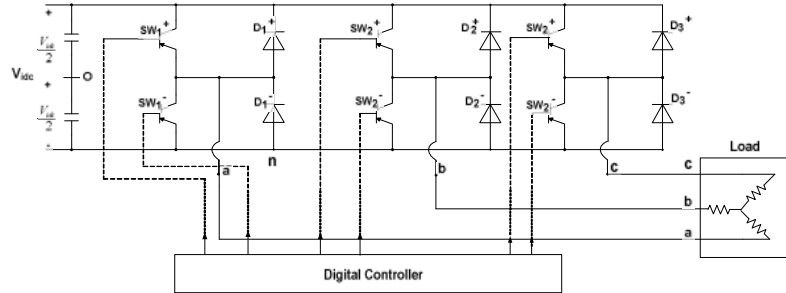 +
SW1+
D1+
SW2+
D2+
SW2+
D3+
Vidc
2
Vidc
O
+
Vidc
2
SW1-
D1-
SW2-
D2-
SW2-
D3-
-
n
a
b
c
Load
c
b
a
Digital Controller